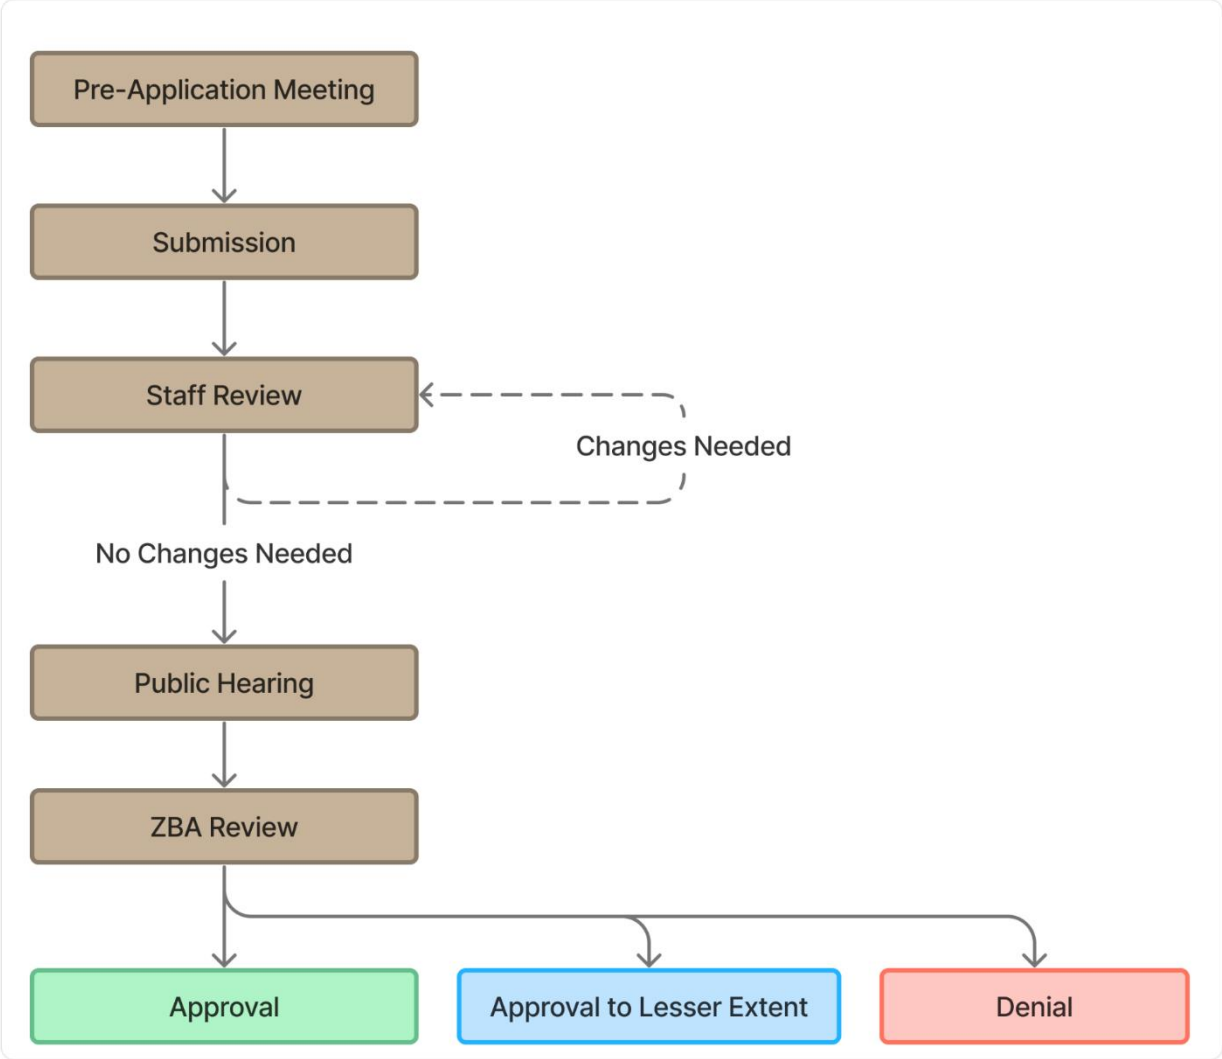 Pre-Application Meeting
Submission
Staff Review
Changes Needed
No Changes Needed
Public Hearing
ZBA Review
Approval
Approval to Lesser Extent
Denial